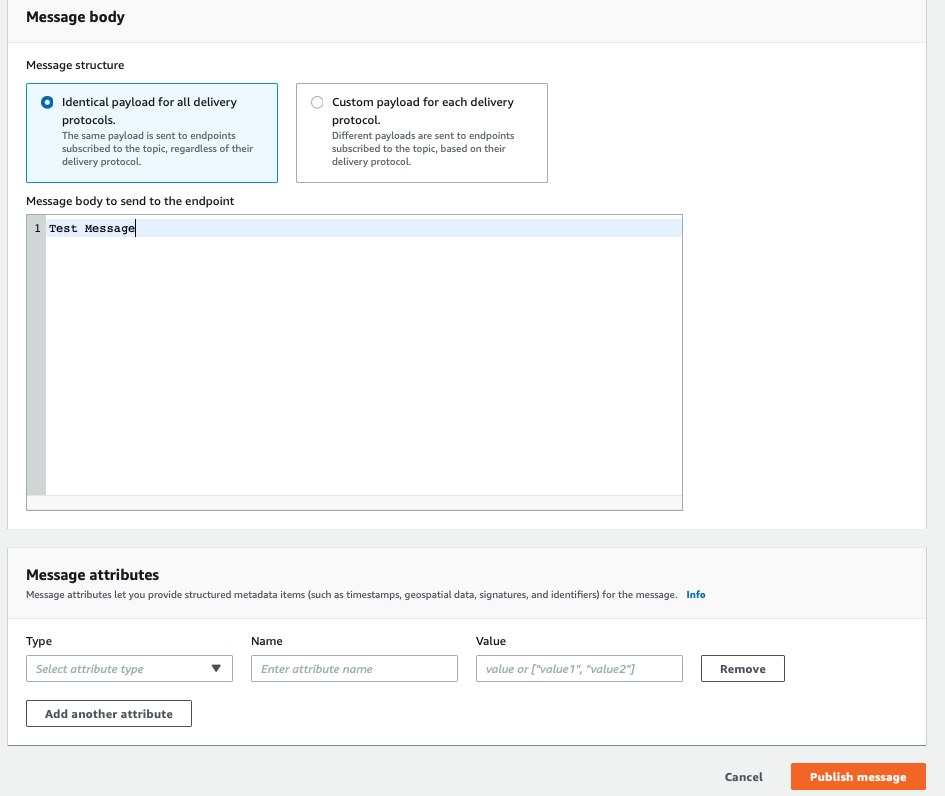 Message body
Message structure
Identical payload for all delivery
protocols.
The same payload is sent to endpoints
subscribed to the topic, regardless of their
delivery protocol.
Custom payload for each delivery
protocol.
Different payloads are sent to endpoints
subscribed to the topic, based on their
delivery protocol.
Message body to send to the endpoint
1 Test Message
Message attributes
Message attributes let you provide structured metadata items (such as timestamps, geospatial data, signatures, and identifiers) for the message. Info
Type Name Value
Select attribute type Enter attribute name value or ["value1", "value2"] Remove
Add another attribute
Cancel Publish message